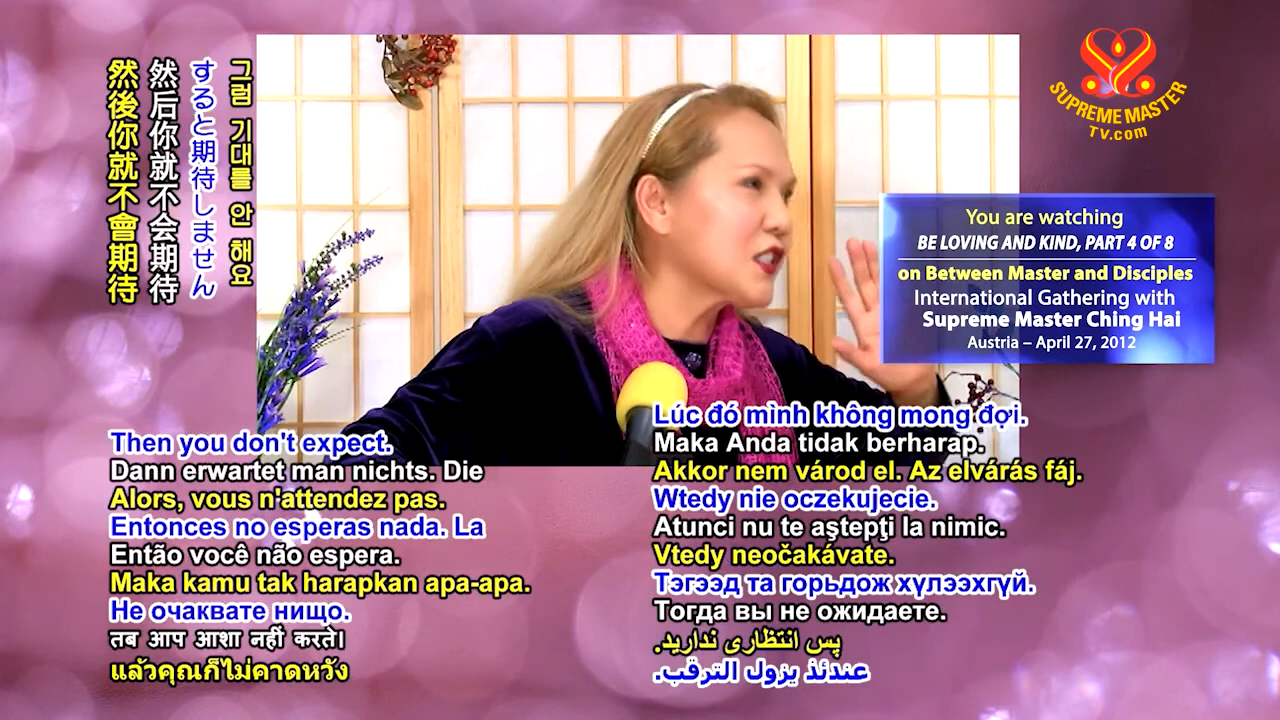 然後你就不會期待
然后你就不会期待
すると期待しません
그럼 기대를 안 해요
SUPREME MASTER
TV.com
You are watching
BE LOVING AND KIND, PART 4 OF 8
on Between Master and Disciples
International Gathering with
Supreme Master Ching Hai
Austria – April 27, 2012
Then you don't expect.
Dann erwartet man nichts. Die
Alors, vous n'attendez pas.
Entonces no esperas nada. La
Então você não espera.
Maka kamu tak harapkan apa-apa.
Не очаквате нищо.
तब आप आशा नहीं करते।
แล้วคุณก็ไม่คาดหวัง
Lúc đó mình không mong đợi.
Maka Anda tidak berharap.
Akkor nem várod el. Az elvárás fáj.
Wtedy nie oczekujecie.
Atunci nu te aştepţi la nimic.
Vtedy neočakávate.
Тэгээд та горьдож хүлээхгүй.
Тогда вы не ожидаете.
پس انتظاری ندارید.
عندئذ يزول الترقب.